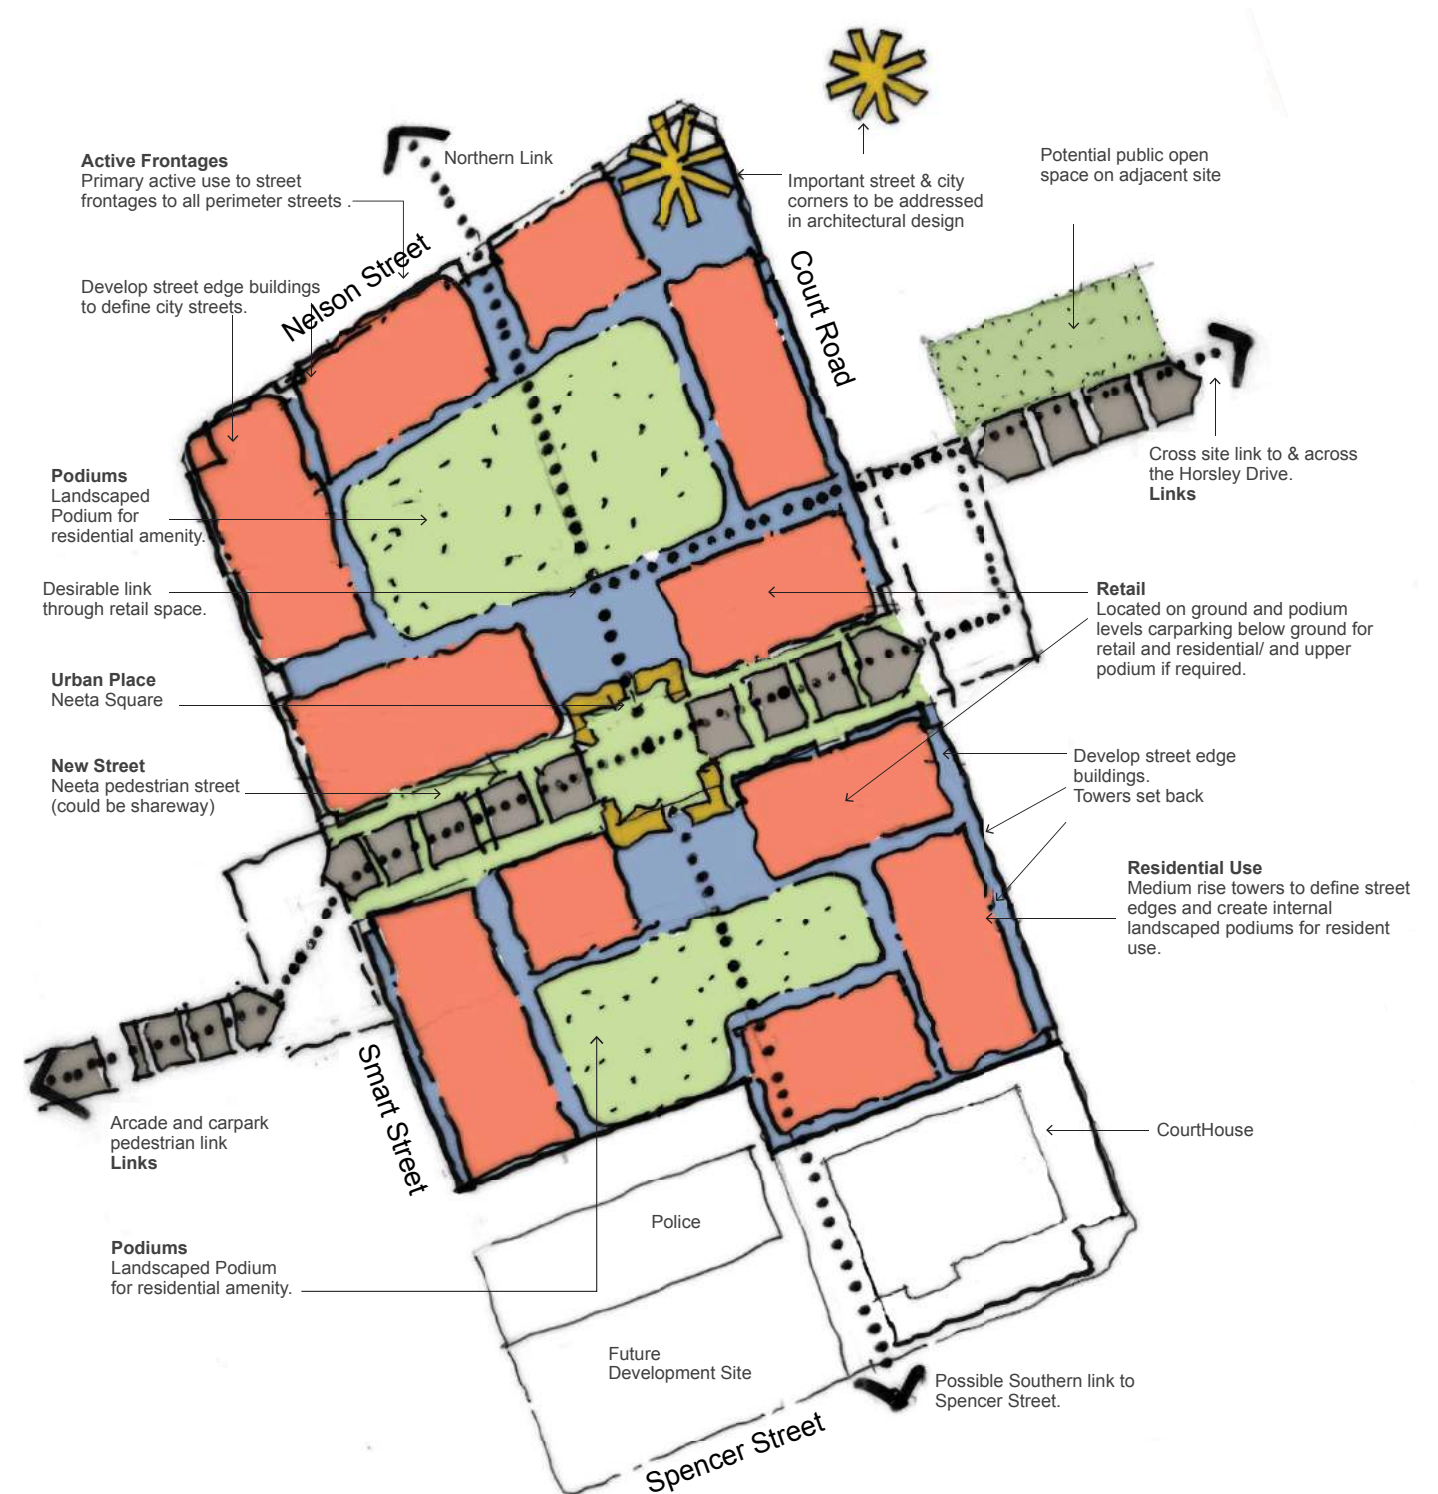 Northern Link
Active Frontages
Primary active use to street
frontages to all perimeter streets .
Potential public open
space on adjacent site
Important street & city
corners to be addressed
in architectural design
Nelson Street
Court Road
Develop street edge buildings
to define city streets.
Cross site link to & across
the Horsley Drive.
Links
Podiums
Landscaped
Podium for
residential amenity.
Desirable link
through retail space.
Retail
Located on ground and podium
levels carparking below ground for
retail and residential/ and upper
podium if required.
Urban Place
Neeta Square
New Street
Neeta pedestrian street
(could be shareway)
Develop street edge
buildings.
Towers set back
Residential Use
Medium rise towers to define street
edges and create internal
landscaped podiums for resident
use.
Smart Street
Arcade and carpark
pedestrian link
Links
CourtHouse
Police
Podiums
Landscaped Podium
for residential amenity.
Future
Development Site
Possible Southern link to
Spencer Street.
Spencer Street